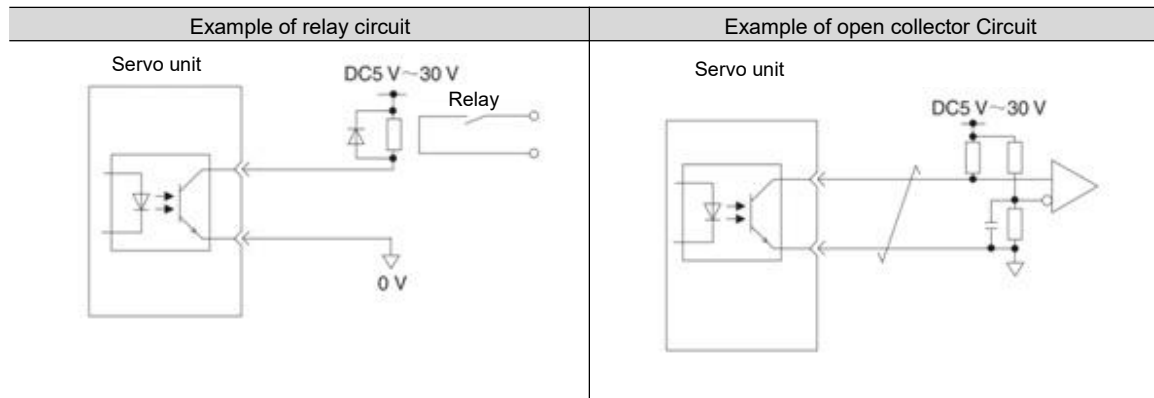 Example of relay circuit
Example of open collector Circuit
Servo unit
DC5 V～30 V
Relay
0 V
Servo unit
DC5 V～30 V